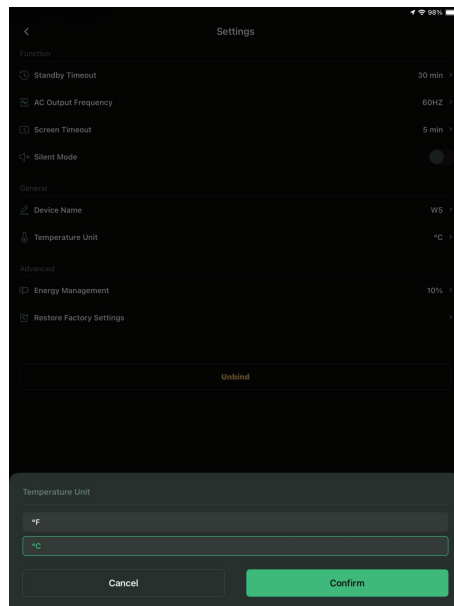 98%
Settings
Function
Standby Timeout 30 min
AC Output Frequency 60HZ
Screen Timeout 5 min
Silent Mode
General
Device Name W5
Temperature Unit °C
Advanced
Energy Management 10%
Restore Factory Settings
Unbind
Temperature Unit
°F
°C
Cancel Confirm